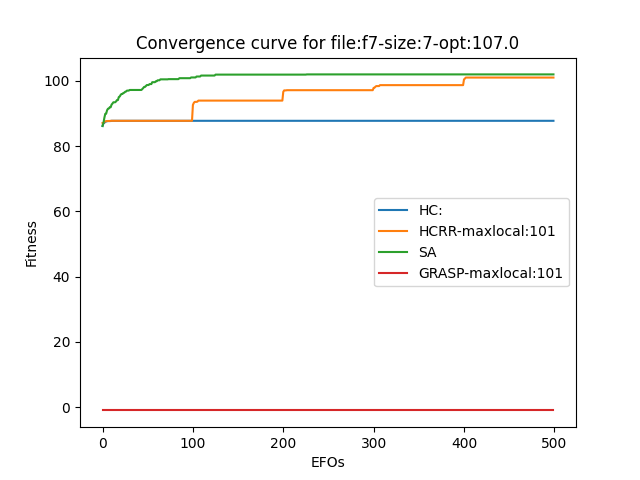 Convergence curve for file:f7-size:7-opt:107.0
100
80
60
40
20
0
Fitness
HC:
HCRR-maxlocal:101
SA
GRASP-maxlocal:101
0 100 200 300 400 500
EFOs